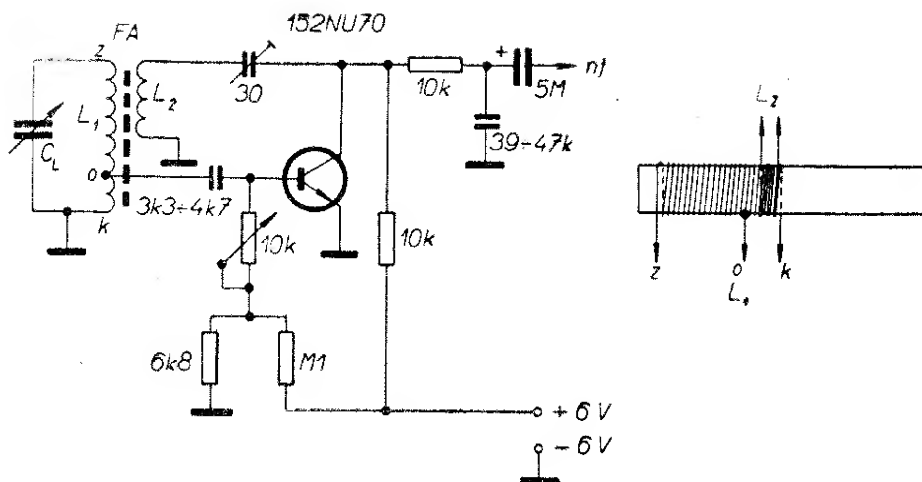 152NU70
FA
z
L1
L2
30
10k
+
5M
nf
CL
o
k
3k3÷4k7
39÷47k
10k
10k
6k8
M1
+6V
-6V
L2
z
o
k
L1